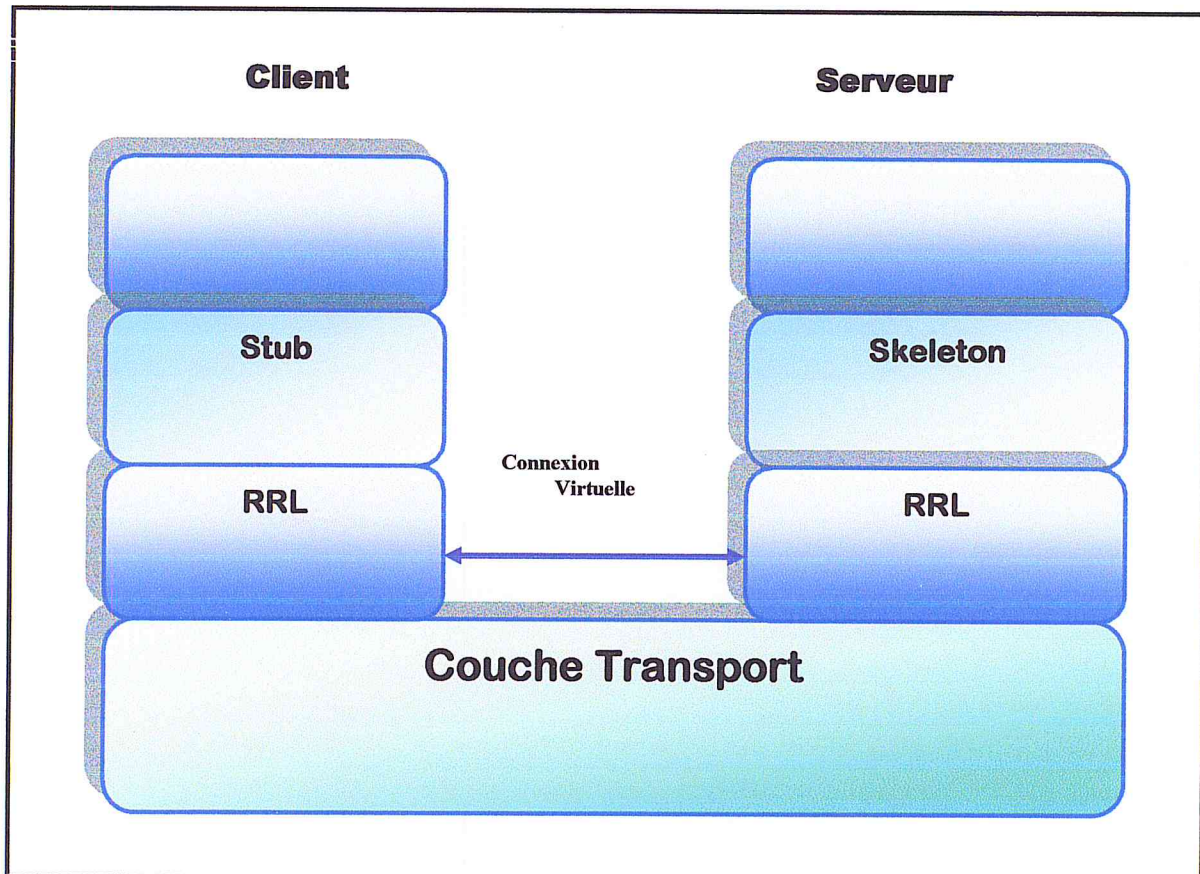 Client
Serveur
Stub
Skeleton
Connexion
Virtuelle
RRL
RRL
Couche Transport